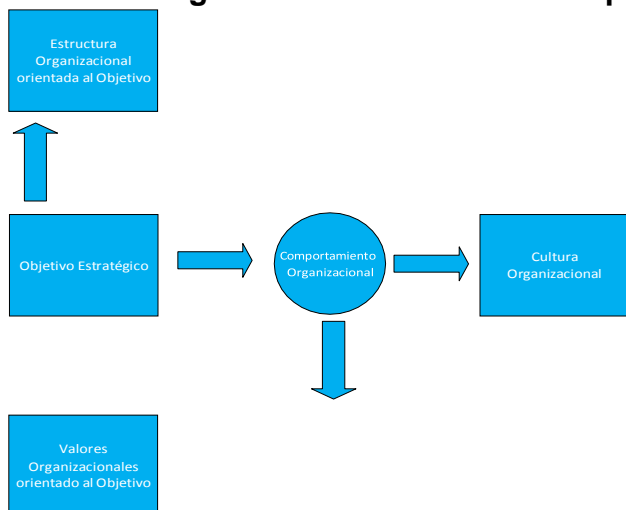 Estructura
Organizacional
orientada al Objetivo
Objetivo Estratégico
Comportamiento
Organizacional
Cultura
Organizacional
Valores
Organizacionales
orientado al Objetivo